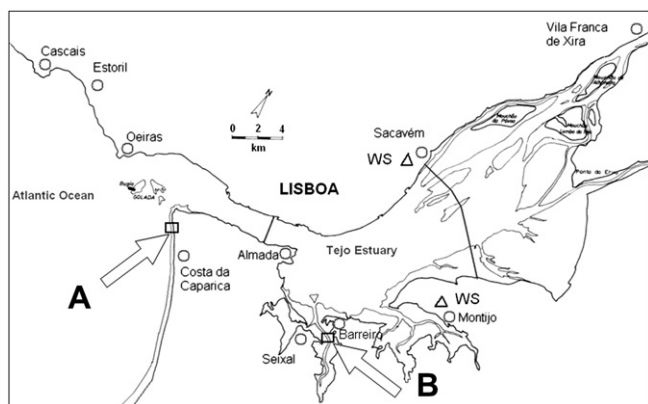 Vila Franca
de Xira
Cascais
Estoril
Oeiras
0 2 4
km
Sacavém
WS
LISBOA
Atlantic Ocean
GOLADA
Tejo Estuary
Almada
A
Costa da
Caparica
WS
Montijo
Barreiro
Seixal
B